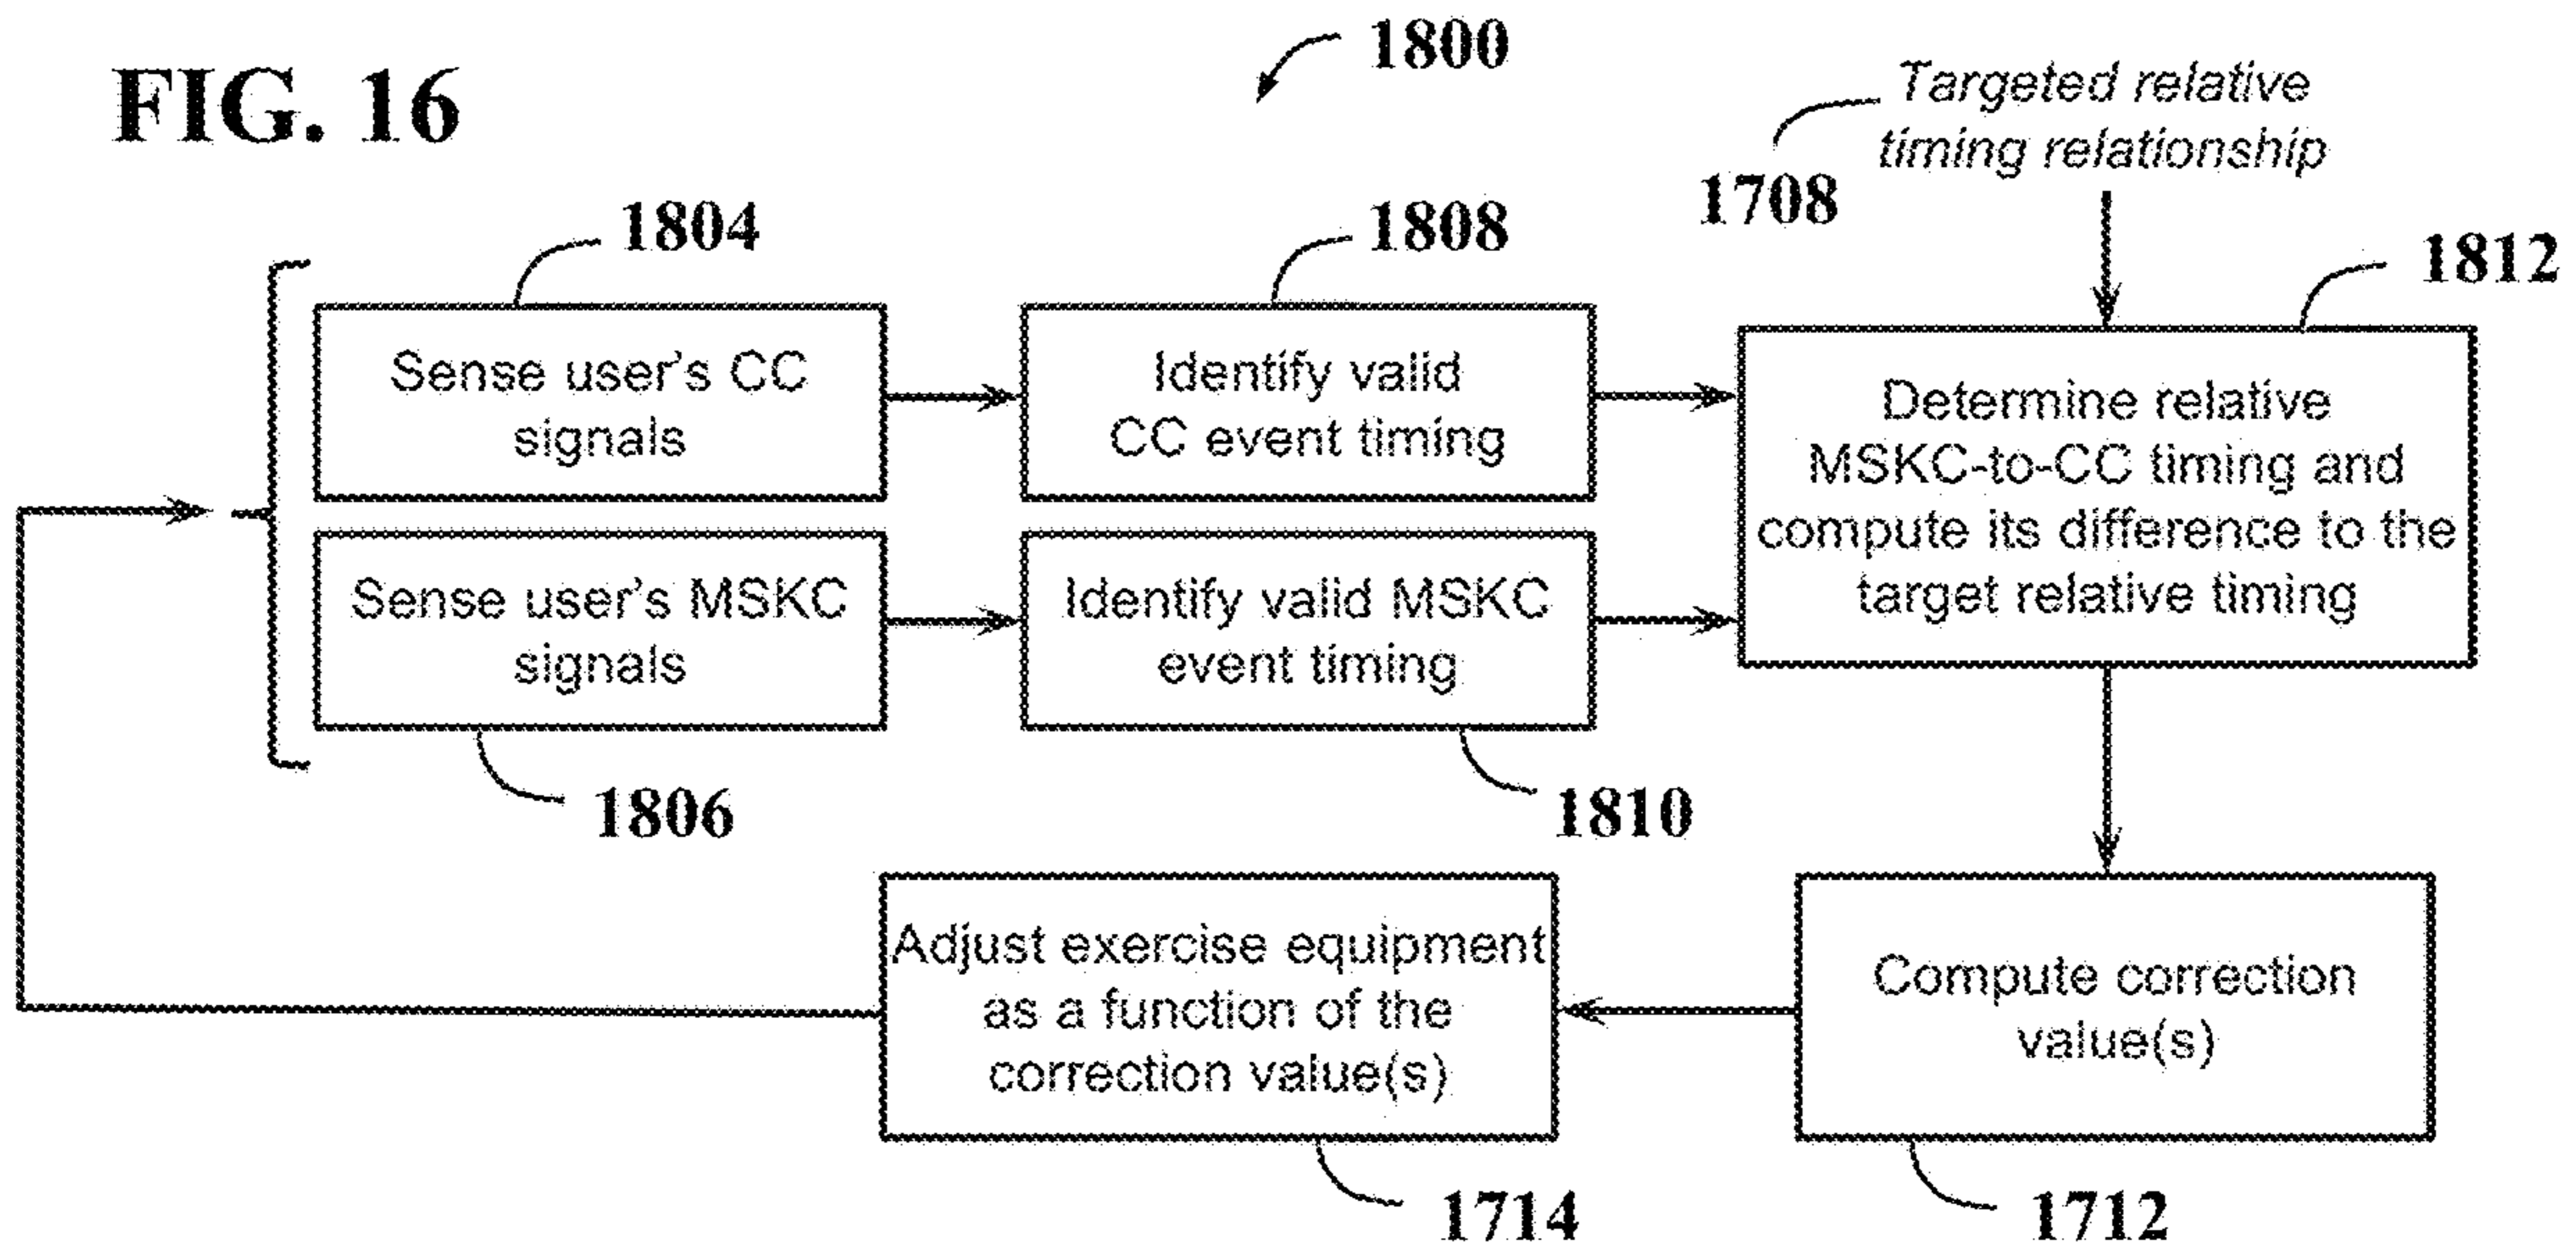 FIG. 16
1800
Targeted relative
timing relationship
1708
1804
1808
1812
Sense user's CC
signals
Identify valid
CC event timing
Determine relative
MSKC-to-CC timing and
compute its difference to the
target relative timing
Sense user's MSKC
signals
Identify valid MSKC
event timing
1806
1810
Adjust exercise equipment
as a function of the
correction value(s)
Compute correction
value(s)
1714
1712